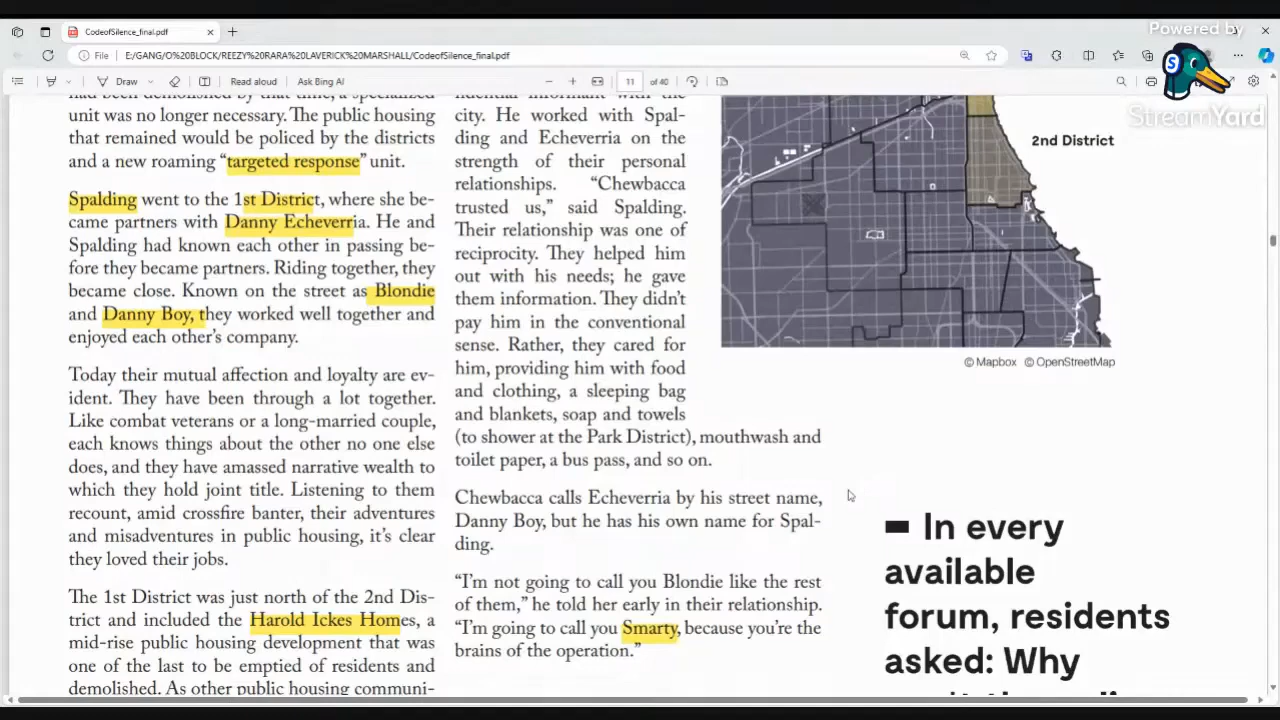 CodeofSilence_final.pdf
Powered by
File
E:/GANG/O%20BLOCK/REEZY%20RARA%20LAVERICK%20MARSHALL/CodeofSilence_final.pdf
Draw
Read aloud
Ask Bing AI
11
of 40
StreamYard
had been demolished by that time, a specialized
unit was no longer necessary. The public housing
that remained would be policed by the districts
and a new roaming “targeted response” unit.
Spalding went to the 1st District, where she be-
came partners with Danny Echeverria. He and
Spalding had known each other in passing be-
fore they became partners. Riding together, they
became close. Known on the street as Blondie
and Danny Boy, they worked well together and
enjoyed each other’s company.
Today their mutual affection and loyalty are ev-
ident. They have been through a lot together.
Like combat veterans or a long-married couple,
each knows things about the other no one else
does, and they have amassed narrative wealth to
which they hold joint title. Listening to them
recount, amid crossfire banter, their adventures
and misadventures in public housing, it’s clear
they loved their jobs.
The 1st District was just north of the 2nd Dis-
trict and included the Harold Ickes Homes, a
mid-rise public housing development that was
one of the last to be emptied of residents and
demolished. As other public housing communi-
fidential informant with the
city. He worked with Spal-
ding and Echeverria on the
strength of their personal
relationships. “Chewbacca
trusted us,” said Spalding.
Their relationship was one of
reciprocity. They helped him
out with his needs; he gave
them information. They didn’t
pay him in the conventional
sense. Rather, they cared for
him, providing him with food
and clothing, a sleeping bag
and blankets, soap and towels
(to shower at the Park District), mouthwash and
toilet paper, a bus pass, and so on.
Chewbacca calls Echeverria by his street name,
Danny Boy, but he has his own name for Spal-
ding.
“I’m not going to call you Blondie like the rest
of them,” he told her early in their relationship.
“I’m going to call you Smarty, because you’re the
brains of the operation.”
2nd District
© Mapbox © OpenStreetMap
In every
available
forum, residents
asked: Why